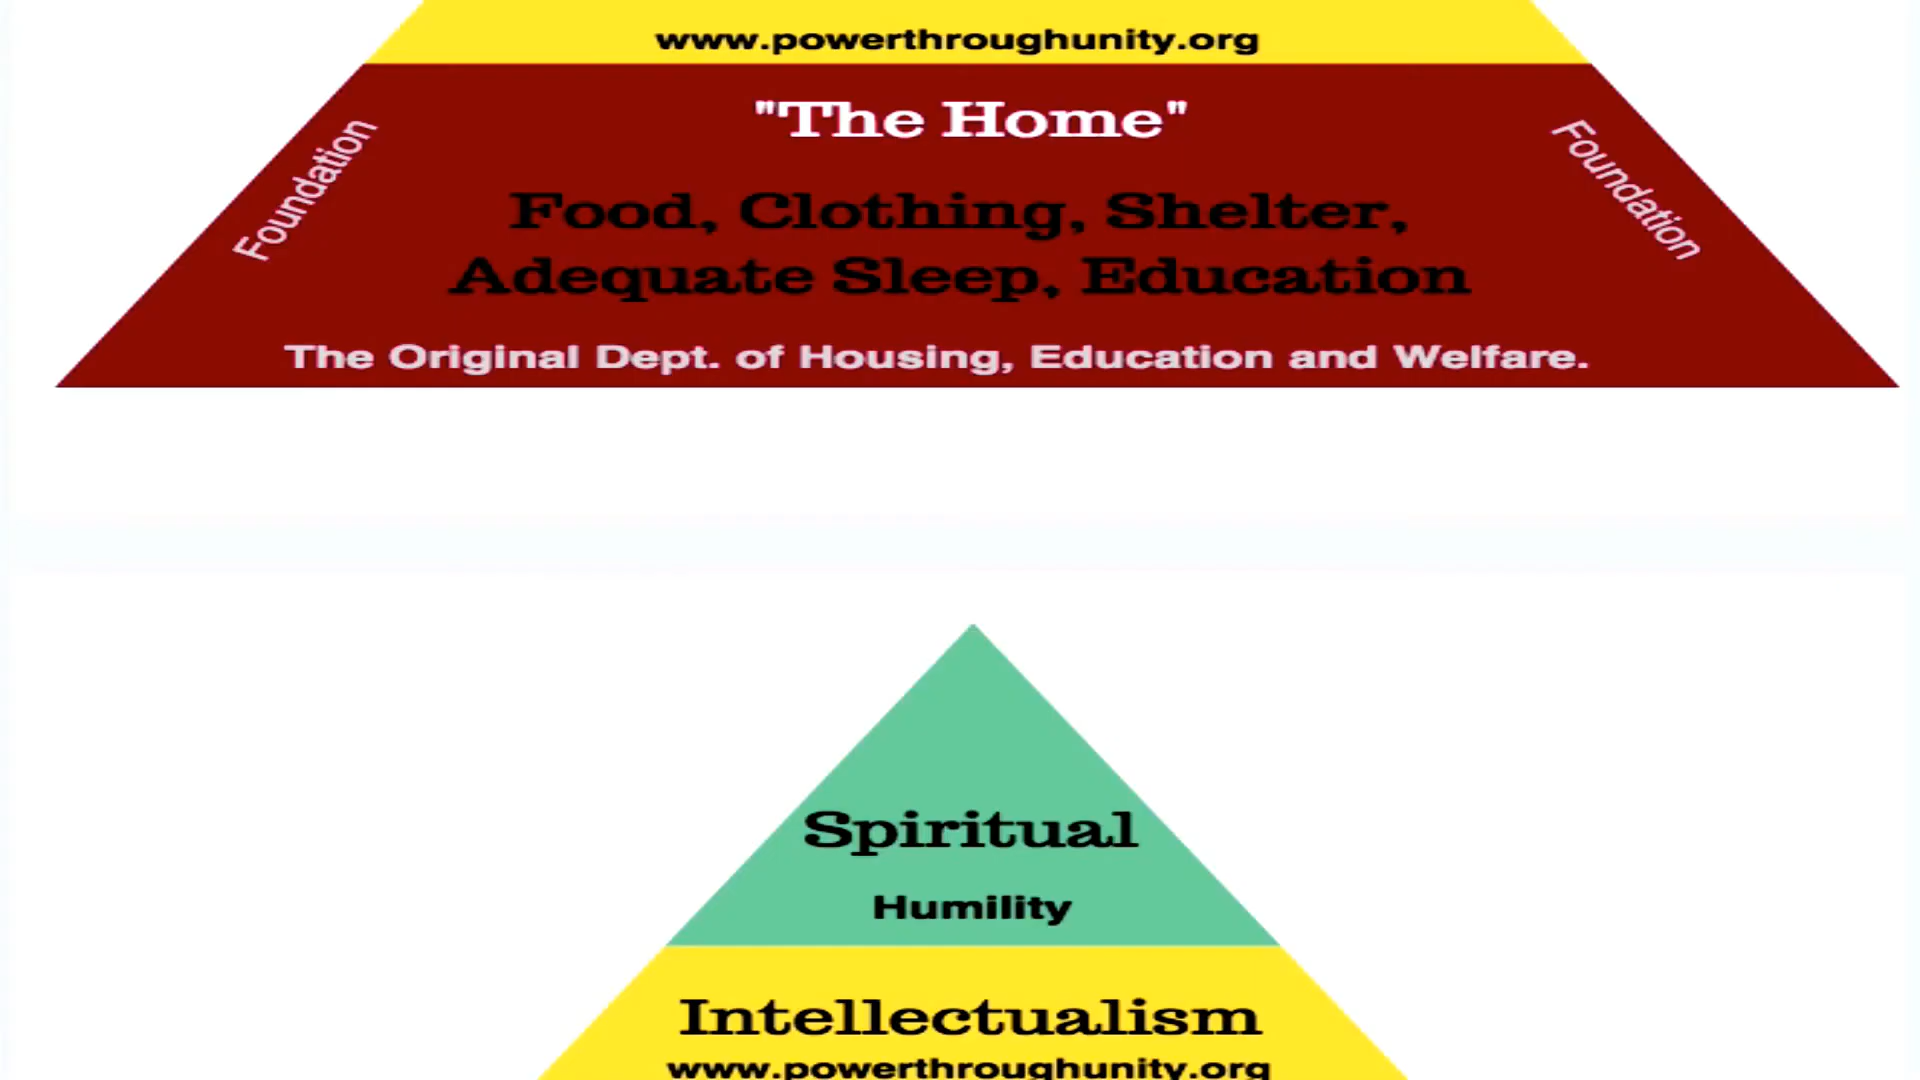 www.powerthroughunity.org
"The Home"
Foundation
Foundation
Food, Clothing, Shelter,
Adequate Sleep, Education
The Original Dept. of Housing, Education and Welfare.
Spiritual
Humility
Intellectualism
www.powerthroughunity.org